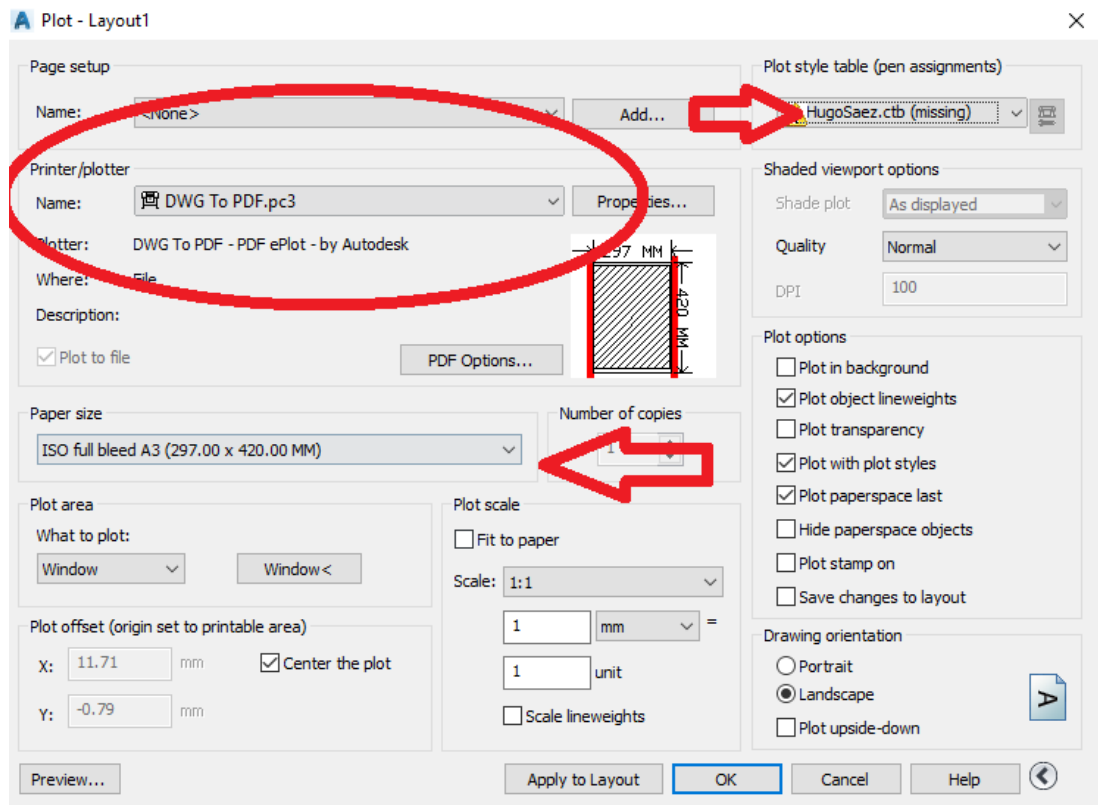 Plot - Layout1
Page setup
Name: <None> Add...
Plot style table (pen assignments)
HugoSaez.ctb (missing)
Printer/plotter
Name: DWG To PDF.pc3 Properties...
Plotter: DWG To PDF - PDF ePlot - by Autodesk
Where: File
Description:
Plot to file
PDF Options...
297 MM
420 MM
Shaded viewport options
Shade plot As displayed
Quality Normal
DPI 100
Paper size
ISO full bleed A3 (297.00 x 420.00 MM)
Number of copies
1
Plot options
Plot in background
Plot object lineweights
Plot transparency
Plot with plot styles
Plot paperspace last
Hide paperspace objects
Plot stamp on
Save changes to layout
Plot area
What to plot:
Window Window<
Plot scale
Fit to paper
Scale: 1:1
1 mm =
1 unit
Scale lineweights
Plot offset (origin set to printable area)
X: 11.71 mm Center the plot
Y: -0.79 mm
Drawing orientation
Portrait
Landscape
Plot upside-down
A
Preview... Apply to Layout OK Cancel Help